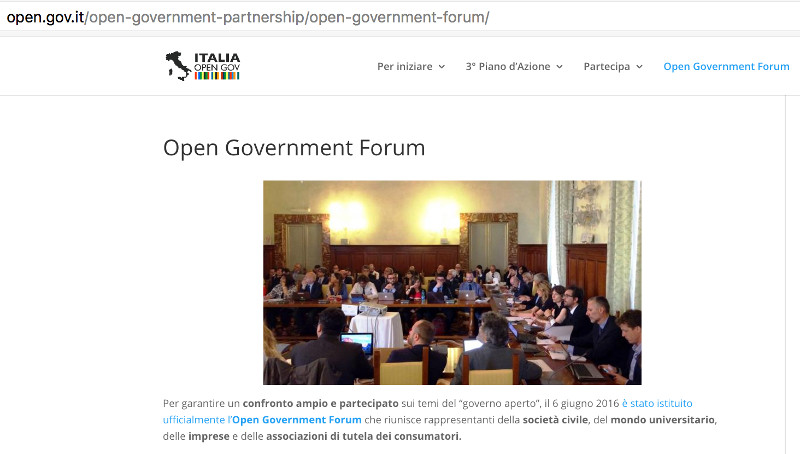 open.gov.it/open-government-partnership/open-government-forum/
ITALIA
OPEN GOV
Per iniziare
3° Piano d’Azione
Partecipa
Open Government Forum
Open Government Forum
Per garantire un confronto ampio e partecipato sui temi del “governo aperto”, il 6 giugno 2016 è stato istituito
ufficialmente l’Open Government Forum che riunisce rappresentanti della società civile, del mondo universitario,
delle imprese e delle associazioni di tutela dei consumatori.